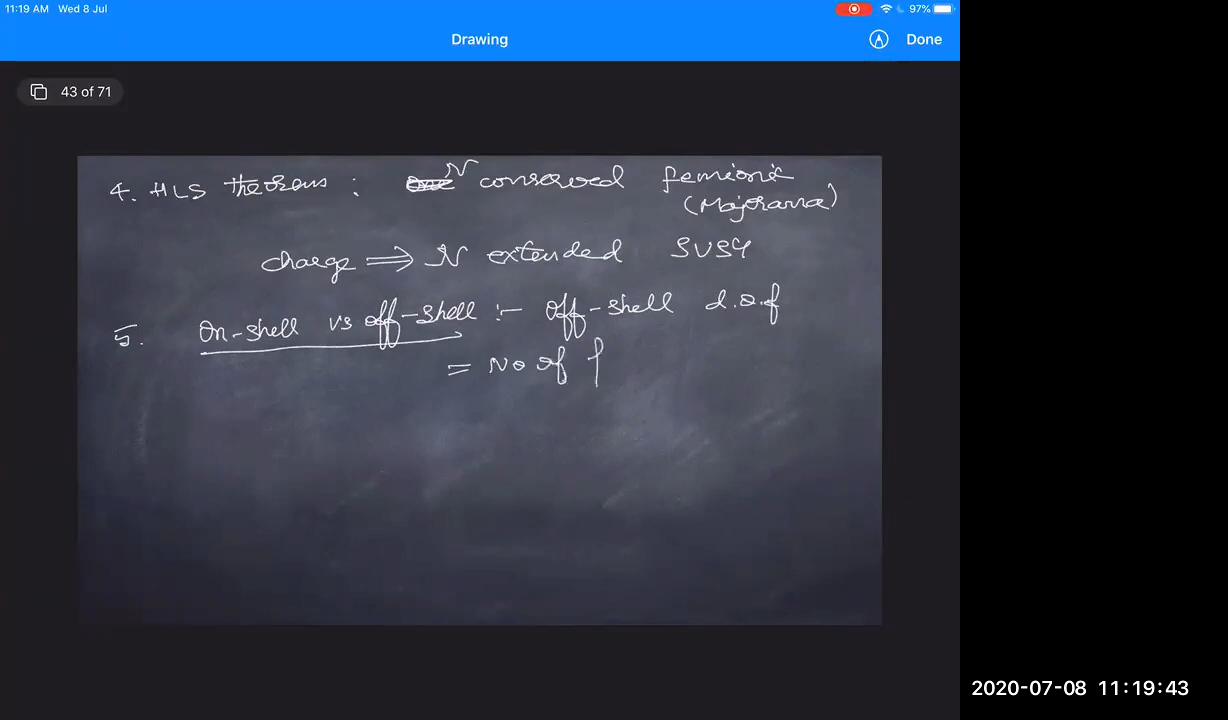 11:19 AM Wed 8 Jul
97%
Drawing
Done
43 of 71
4. HLS theorem : N conserved fermionic
(Majorana)
charge ⟹ N extended SUSY
5. On-shell vs off-shell :- Off-shell d.o.f
= No of f
2020-07-08 11:19:43